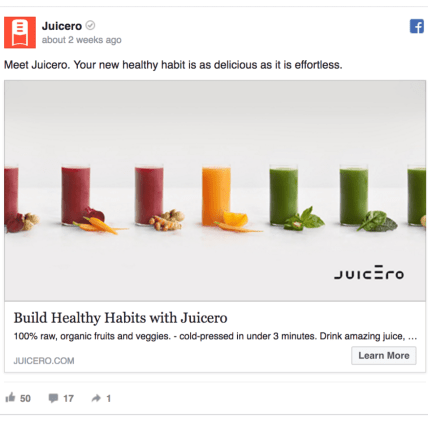 Juicero
about 2 weeks ago
Meet Juicero. Your new healthy habit is as delicious as it is effortless.
JUICERO
Build Healthy Habits with Juicero
100% raw, organic fruits and veggies. - cold-pressed in under 3 minutes. Drink amazing juice, ...
JUICERO.COM
Learn More
50 17 1